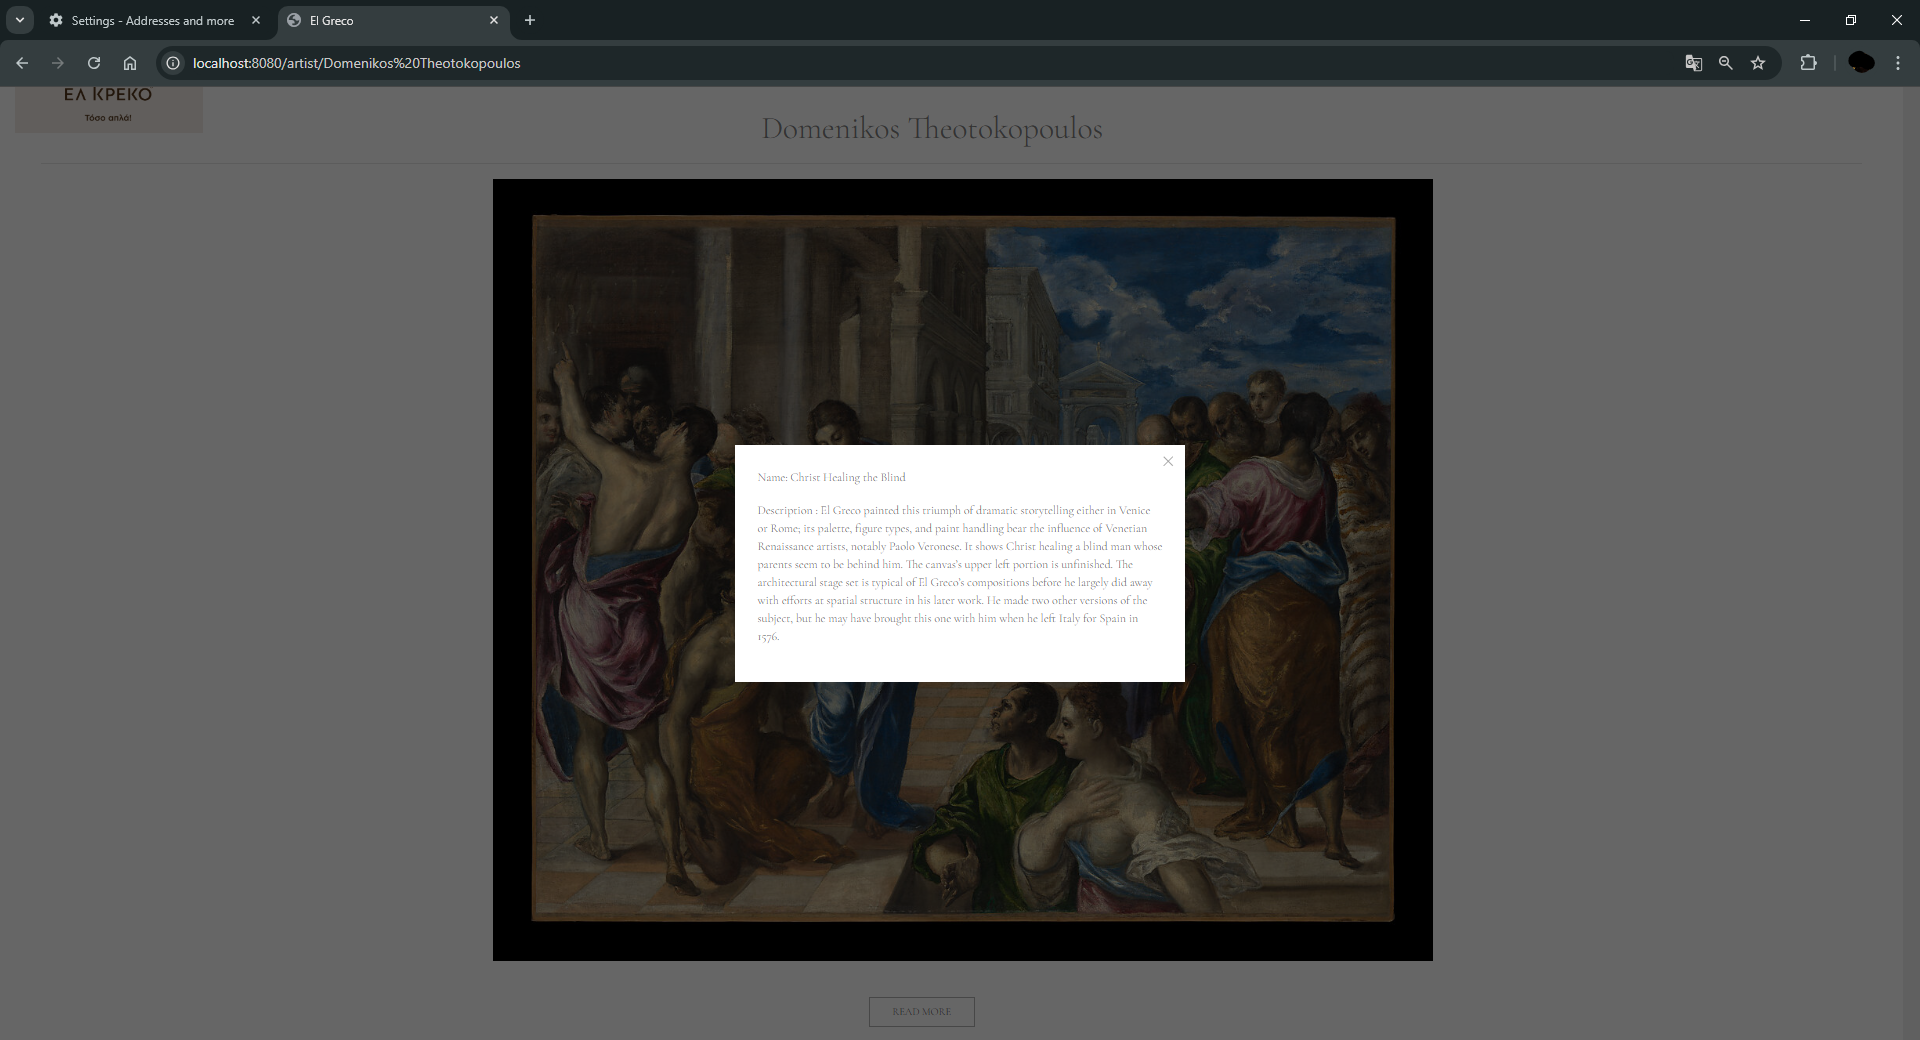 Settings - Addresses and more
El Greco
localhost:8080/artist/Domenikos%20Theotokopoulos
ΕΛ ΚΡΕΚΟ
Τόσο απλά!
Domenikos Theotokopoulos
Name: Christ Healing the Blind
Description : El Greco painted this triumph of dramatic storytelling either in Venice
or Rome; its palette, figure types, and paint handling bear the influence of Venetian
Renaissance artists, notably Paolo Veronese. It shows Christ healing a blind man whose
parents seem to be behind him. The canvas's upper left portion is unfinished. The
architectural stage set is typical of El Greco's compositions before he largely did away
with efforts at spatial structure in his later work. He made two other versions of the
subject, but he may have brought this one with him when he left Italy for Spain in
1576.
READ MORE